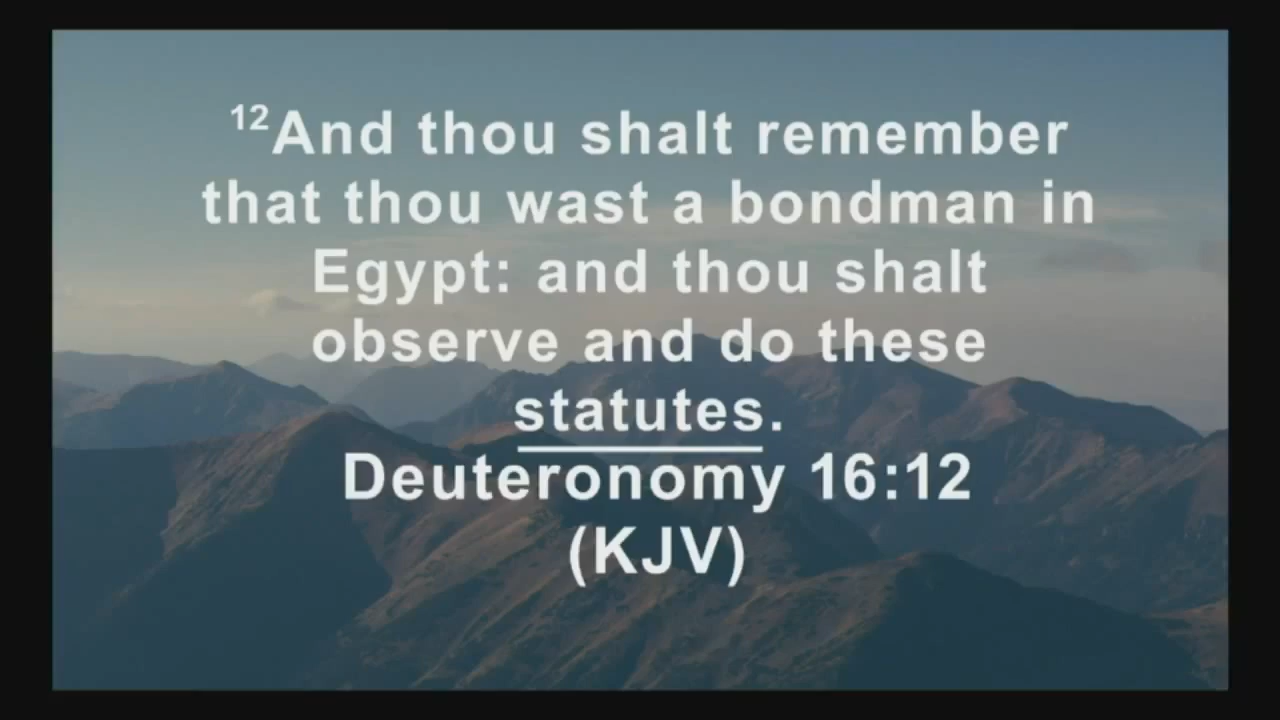 12And thou shalt remember
that thou wast a bondman in
Egypt: and thou shalt
observe and do these
statutes.
Deuteronomy 16:12
(KJV)